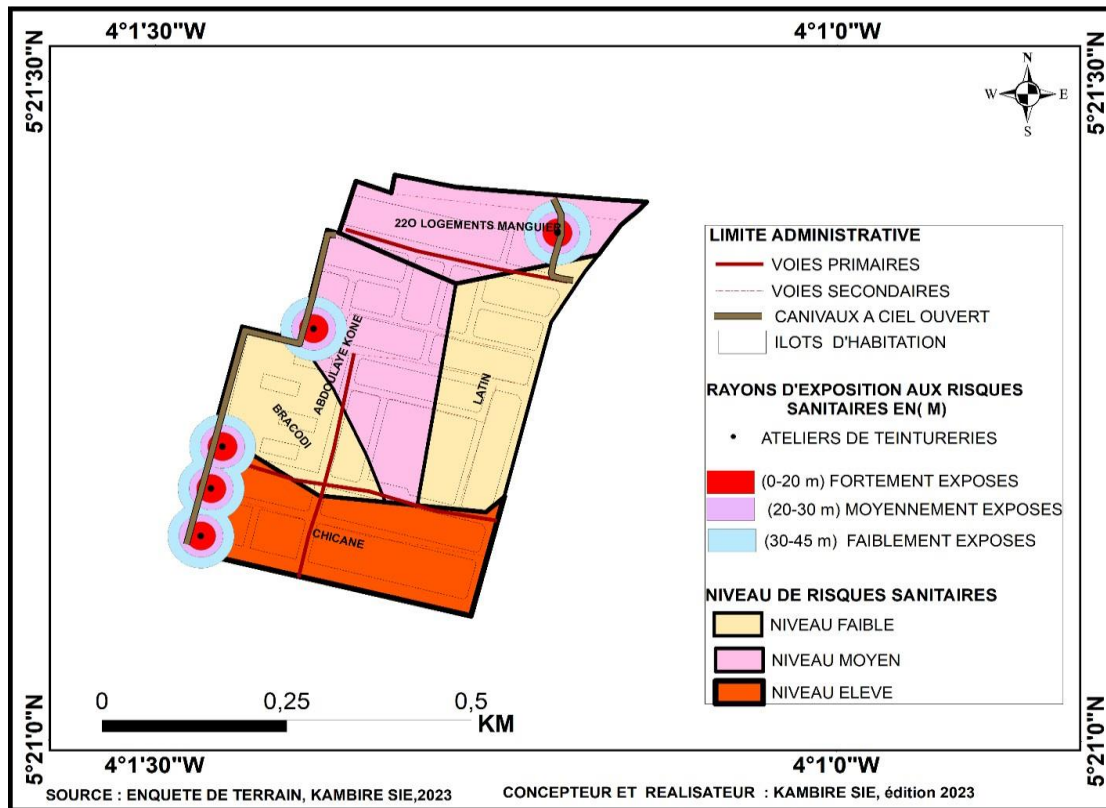 4°1'30"W
4°1'0"W
5°21'30"N
5°21'30"N
N
W
E
S
22O LOGEMENTS MANGUIER
ABDOULAYE KONE
LATIN
BRACODI
CHICANE
LIMITE ADMINISTRATIVE
VOIES PRIMAIRES
VOIES SECONDAIRES
CANIVAUX A CIEL OUVERT
ILOTS D'HABITATION
RAYONS D'EXPOSITION AUX RISQUES
SANITAIRES EN( M)
ATELIERS DE TEINTURERIES
(0-20 m) FORTEMENT EXPOSES
(20-30 m) MOYENNEMENT EXPOSES
(30-45 m) FAIBLEMENT EXPOSES
NIVEAU DE RISQUES SANITAIRES
NIVEAU FAIBLE
NIVEAU MOYEN
NIVEAU ELEVE
0
0,25
0,5
KM
5°21'0"N
5°21'0"N
4°1'30"W
4°1'0"W
SOURCE : ENQUETE DE TERRAIN, KAMBIRE SIE,2023
CONCEPTEUR ET REALISATEUR : KAMBIRE SIE, édition 2023